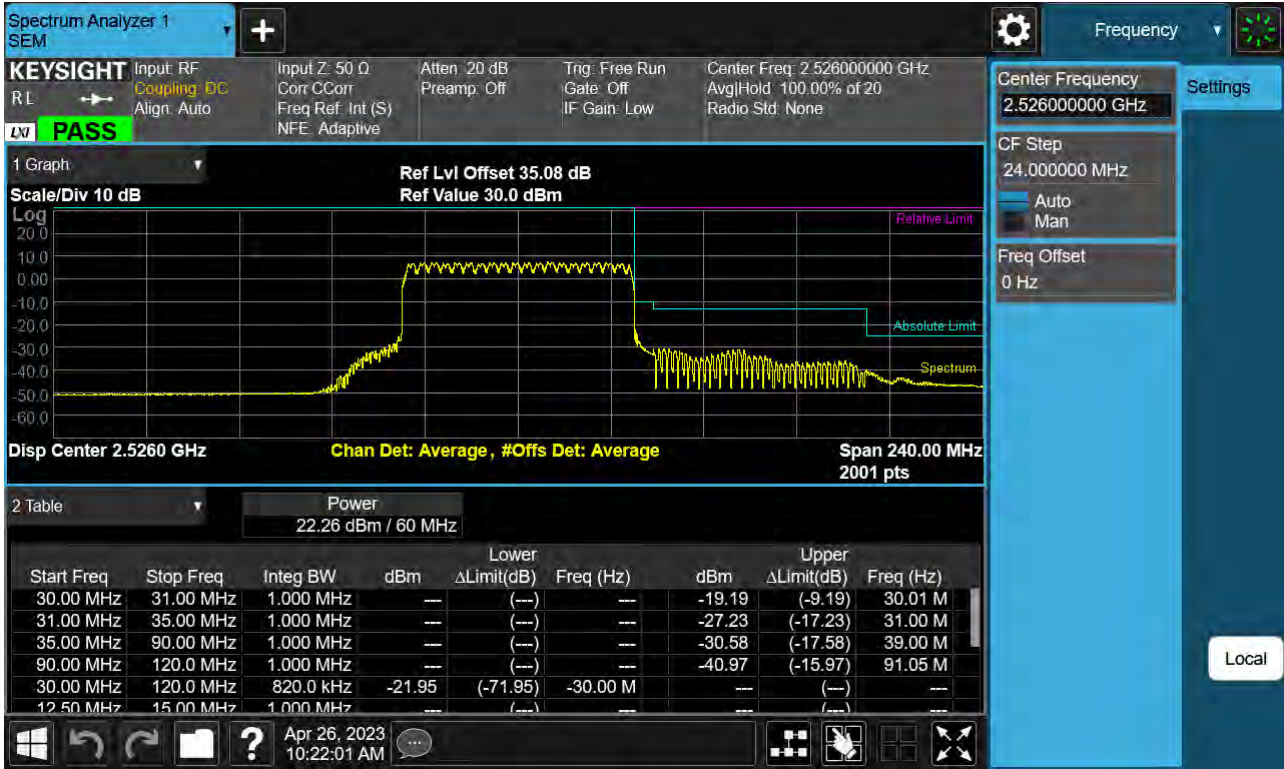 Spectrum Analyzer 1
SEM
Frequency
KEYSIGHT
RL
LXI
PASS
Input: RF
Coupling: DC
Align: Auto
Input Z: 50 Ω
Corr CCorr
Freq Ref: Int (S)
NFE: Adaptive
Atten: 20 dB
Preamp: Off
Trig: Free Run
Gate: Off
IF Gain: Low
Center Freq: 2.526000000 GHz
Avg|Hold: 100.00% of 20
Radio Std: None
Center Frequency
2.526000000 GHz
Settings
CF Step
24.000000 MHz
Auto
Man
Freq Offset
0 Hz
Local
1 Graph
Scale/Div 10 dB
Ref Lvl Offset 35.08 dB
Ref Value 30.0 dBm
Log
20.0
10.0
0.00
-10.0
-20.0
-30.0
-40.0
-50.0
-60.0
Relative Limit
Absolute Limit
Spectrum
Disp Center 2.5260 GHz
Chan Det: Average, #Offs Det: Average
Span 240.00 MHz
2001 pts
2 Table
Power
22.26 dBm / 60 MHz
Lower Upper
Start Freq Stop Freq Integ BW dBm ΔLimit(dB) Freq (Hz) dBm ΔLimit(dB) Freq (Hz)
30.00 MHz 31.00 MHz 1.000 MHz --- (---) --- -19.19 (-9.19) 30.01 M
31.00 MHz 35.00 MHz 1.000 MHz --- (---) --- -27.23 (-17.23) 31.00 M
35.00 MHz 90.00 MHz 1.000 MHz --- (---) --- -30.58 (-17.58) 39.00 M
90.00 MHz 120.0 MHz 1.000 MHz --- (---) --- -40.97 (-15.97) 91.05 M
30.00 MHz 120.0 MHz 820.0 kHz -21.95 (-71.95) -30.00 M --- (---) ---
12.50 MHz 15.00 MHz 1.000 MHz --- (---) --- --- (---) ---
Apr 26, 2023
10:22:01 AM